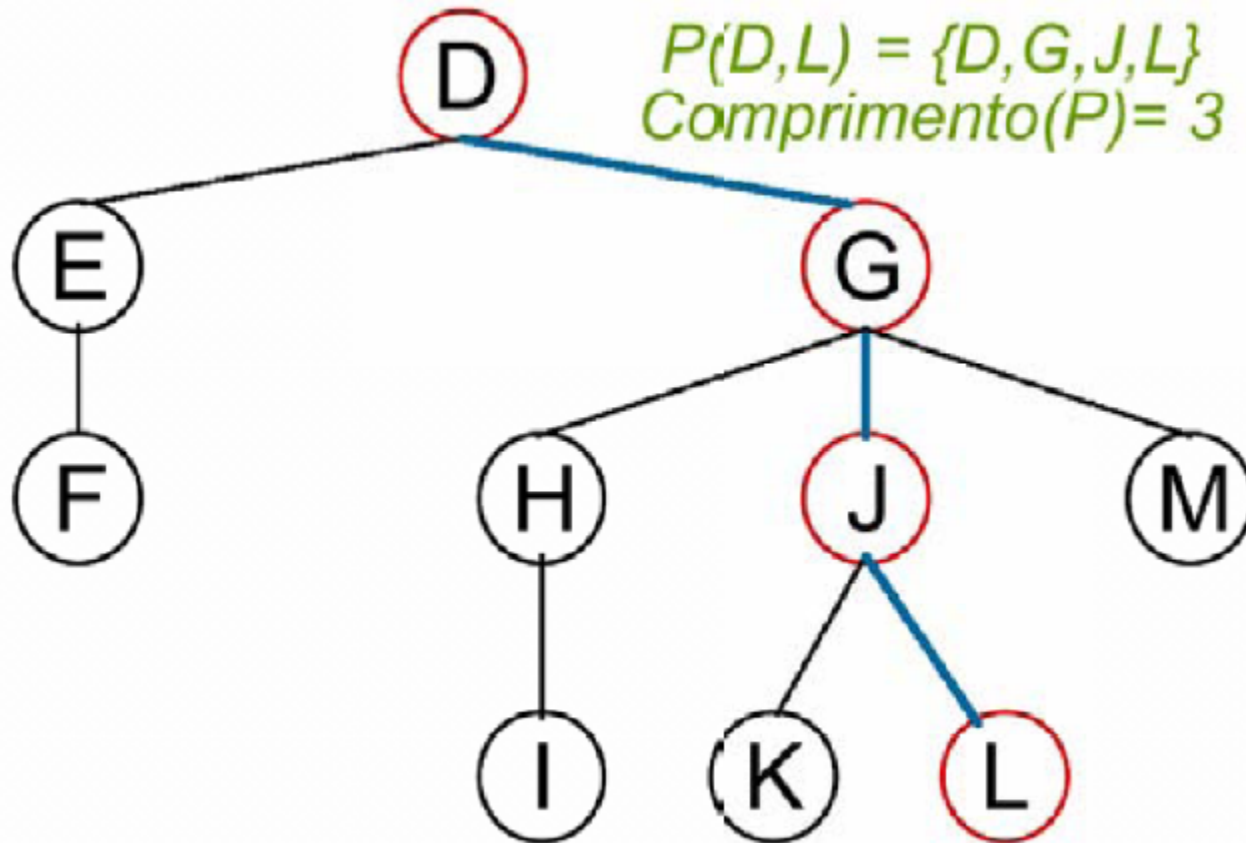 D
P(D,L) = {D,G,J,L}
Comprimento(P)= 3
E
G
F
H
J
M
I
K
L